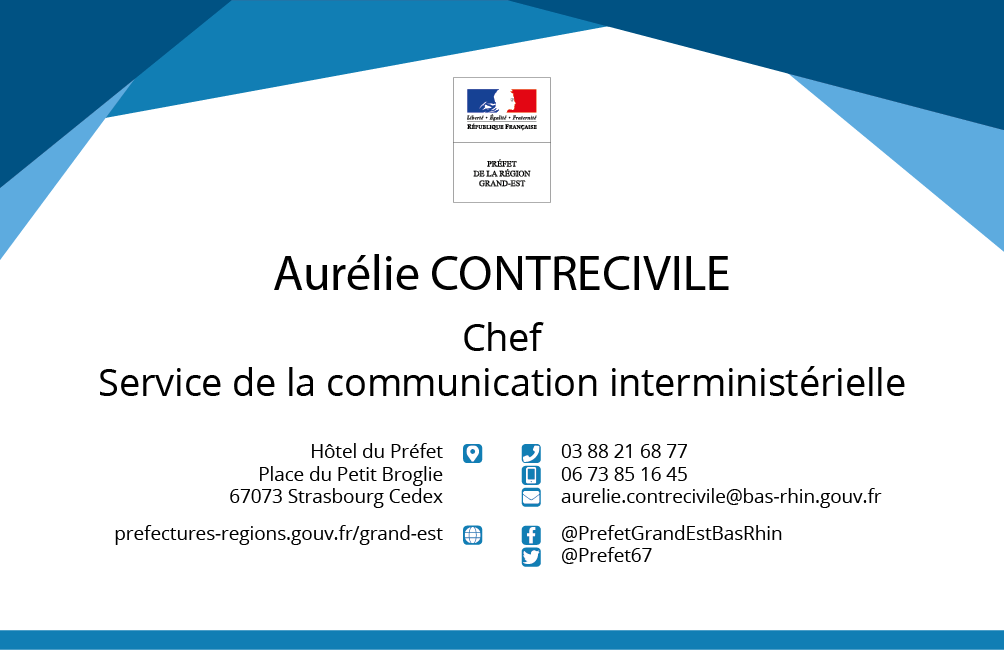 Liberté • Égalité • Fraternité
RÉPUBLIQUE FRANÇAISE
PRÉFET
DE LA RÉGION
GRAND-EST
Aurélie CONTRECIVILE
Chef
Service de la communication interministérielle
Hôtel du Préfet
Place du Petit Broglie
67073 Strasbourg Cedex
prefectures-regions.gouv.fr/grand-est
03 88 21 68 77
06 73 85 16 45
aurelie.contrecivile@bas-rhin.gouv.fr
@PrefetGrandEstBasRhin
@Prefet67